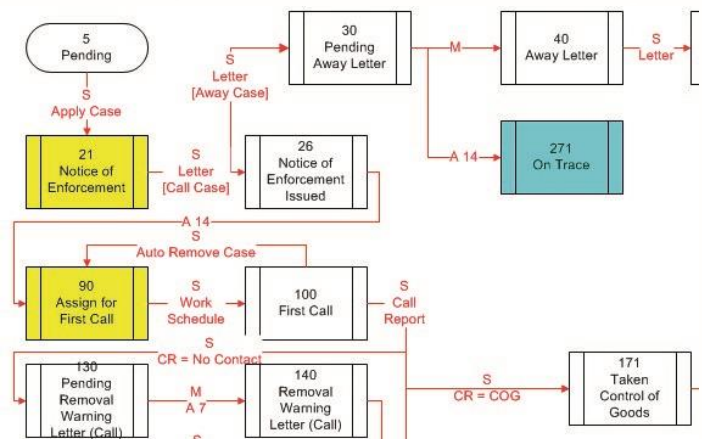 5
Pending
S
Apply Case
21
Notice of
Enforcement
S
Letter
[Call Case]
S
Letter
[Away Case]
26
Notice of
Enforcement
Issued
30
Pending
Away Letter
M
40
Away Letter
S
Letter
A 14
271
On Trace
A 14
S
Auto Remove Case
90
Assign for
First Call
S
Work
Schedule
100
First Call
S
Call
Report
S
CR = No Contact
130
Pending
Removal
Warning
Letter (Call)
M
A 7
140
Removal
Warning
Letter (Call)
S
CR = COG
171
Taken
Control of
Goods
S